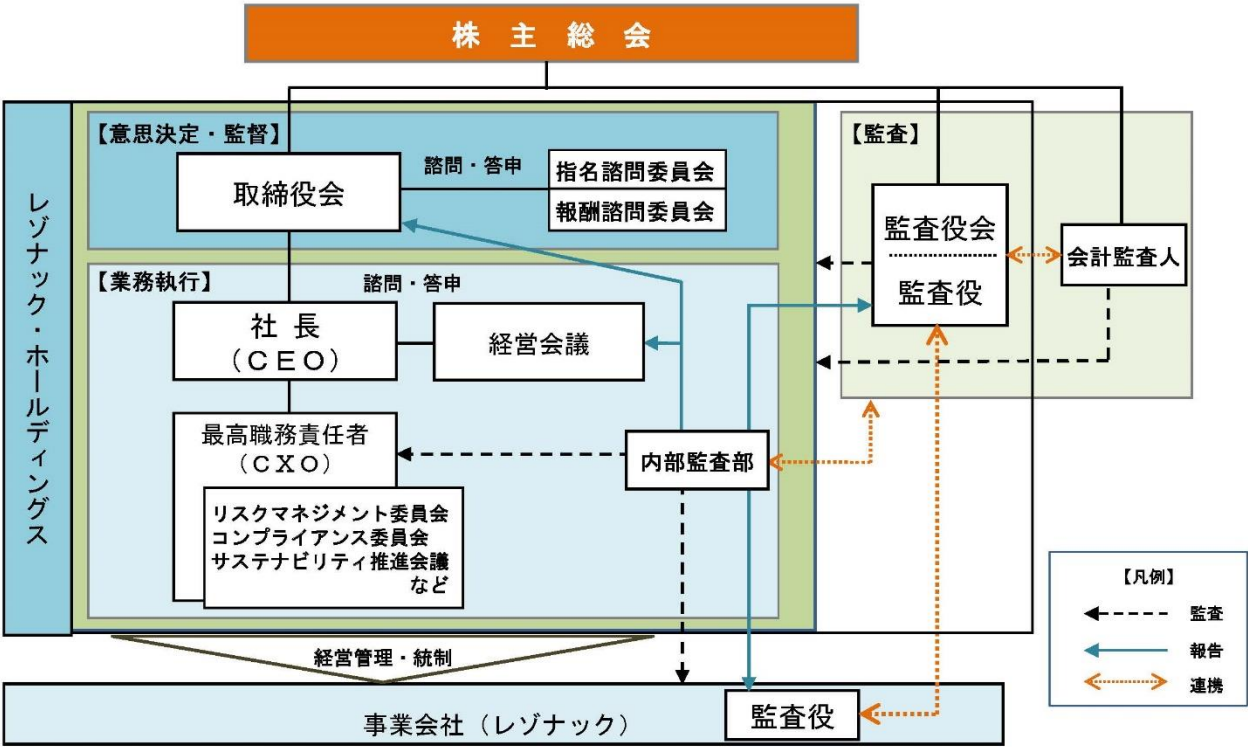 株主総会
レゾナック・ホールディングス
【意思決定・監督】
取締役会
諮問・答申
指名諮問委員会
報酬諮問委員会
【業務執行】
諮問・答申
社長
（ＣＥＯ）
経営会議
最高職務責任者
（ＣＸＯ）
リスクマネジメント委員会
コンプライアンス委員会
サステナビリティ推進会議
など
内部監査部
【監査】
監査役会
監査役
会計監査人
【凡例】
監査
報告
連携
経営管理・統制
事業会社（レゾナック）
監査役